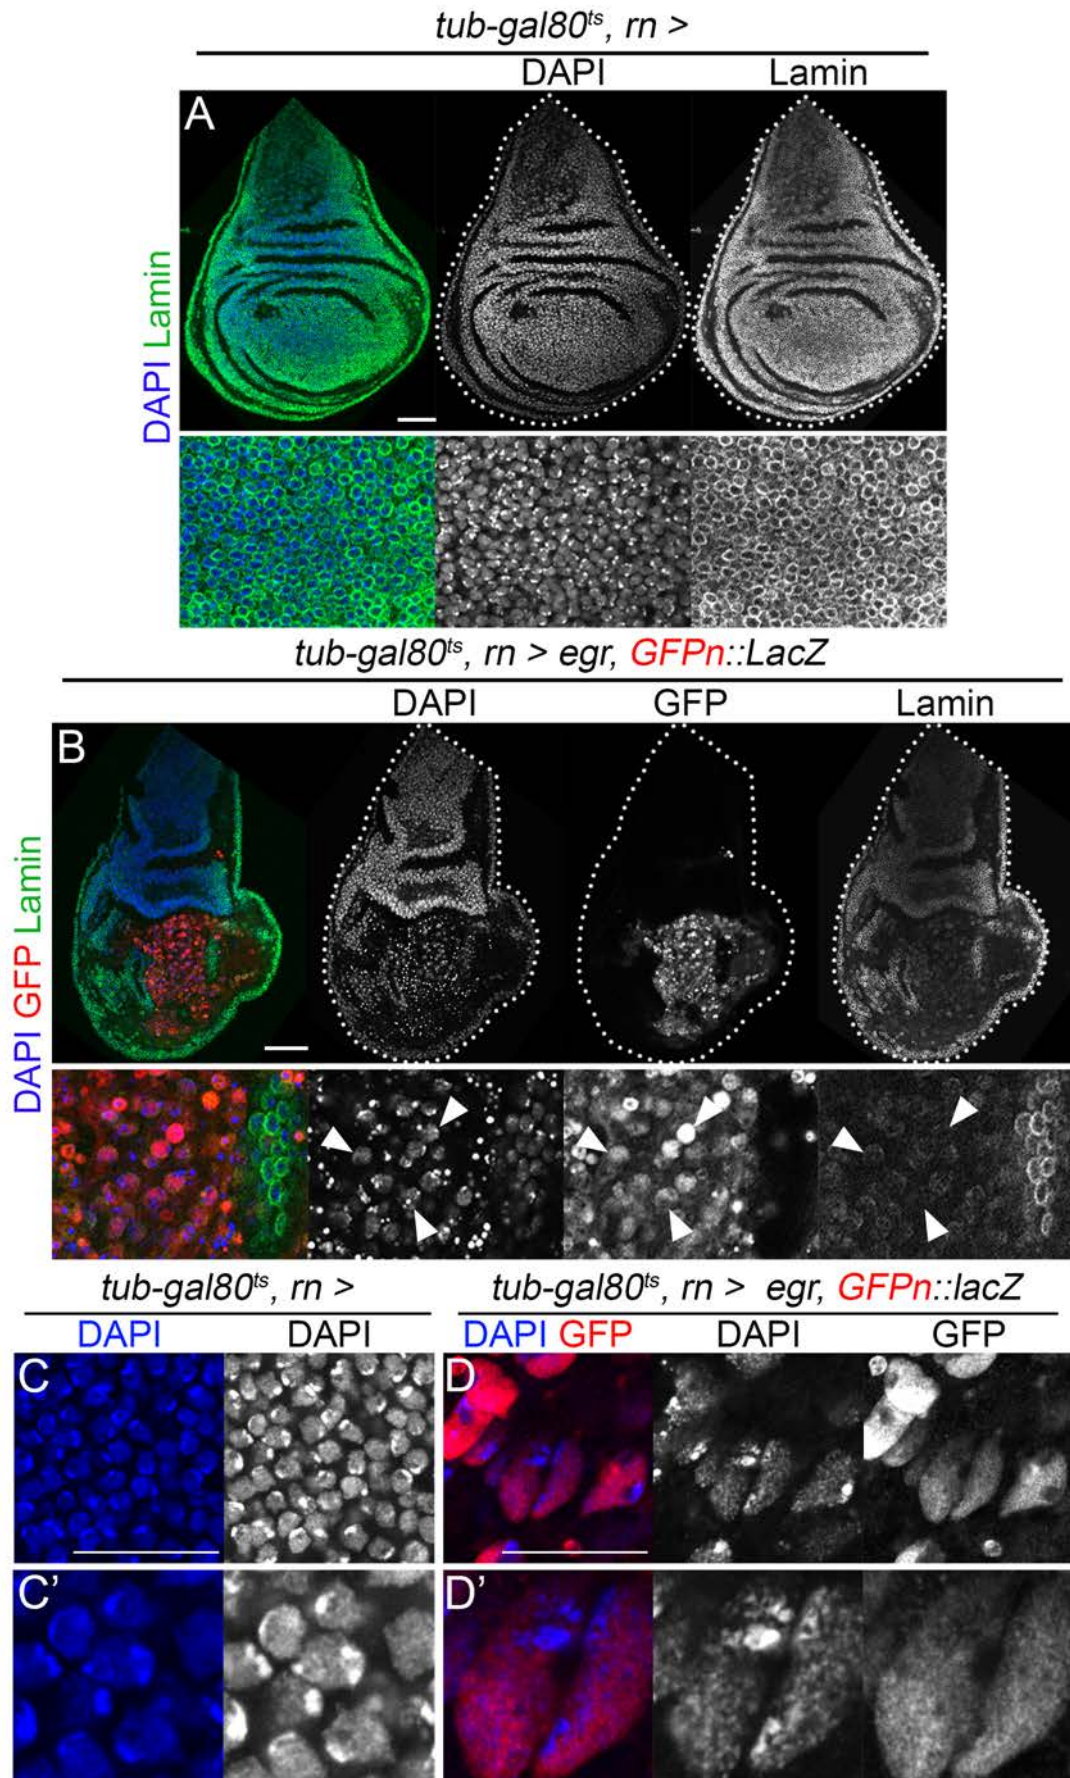 tub-gal80ts, rn >
DAPI Lamin
A
DAPI Lamin
tub-gal80ts, rn > egr, GFPn::LacZ
DAPI GFP Lamin
B
DAPI GFP Lamin
tub-gal80ts, rn > tub-gal80ts, rn > egr, GFPn::lacZ
DAPI DAPI DAPI GFP DAPI GFP
C D
C’ D’